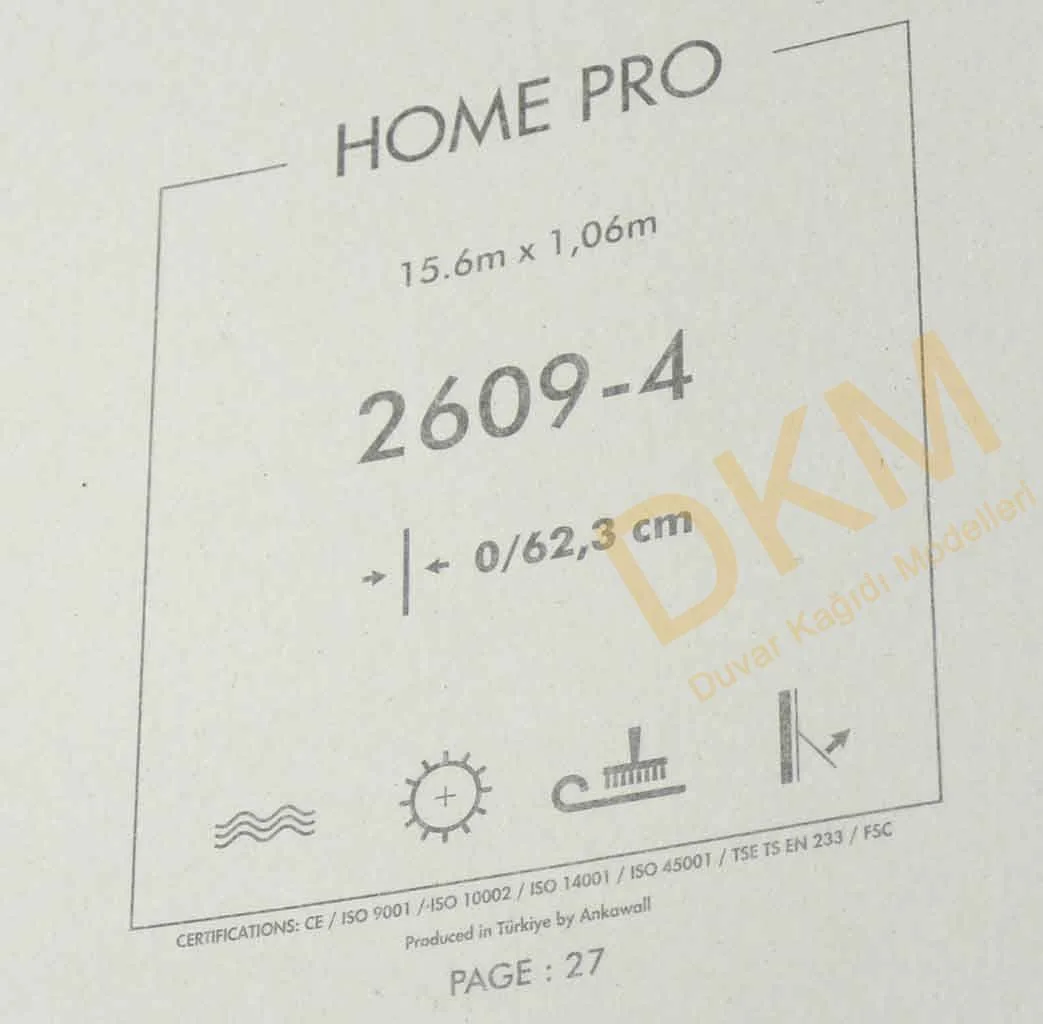 HOME PRO
15.6m x 1,06m
2609-4
0/62,3 cm
DKM
Duvar Kağıdı Modelleri
CERTIFICATIONS: CE / ISO 9001 / ISO 10002 / ISO 14001 / ISO 45001 / TSE TS EN 233 / FSC
Produced in Türkiye by Ankawall
PAGE : 27